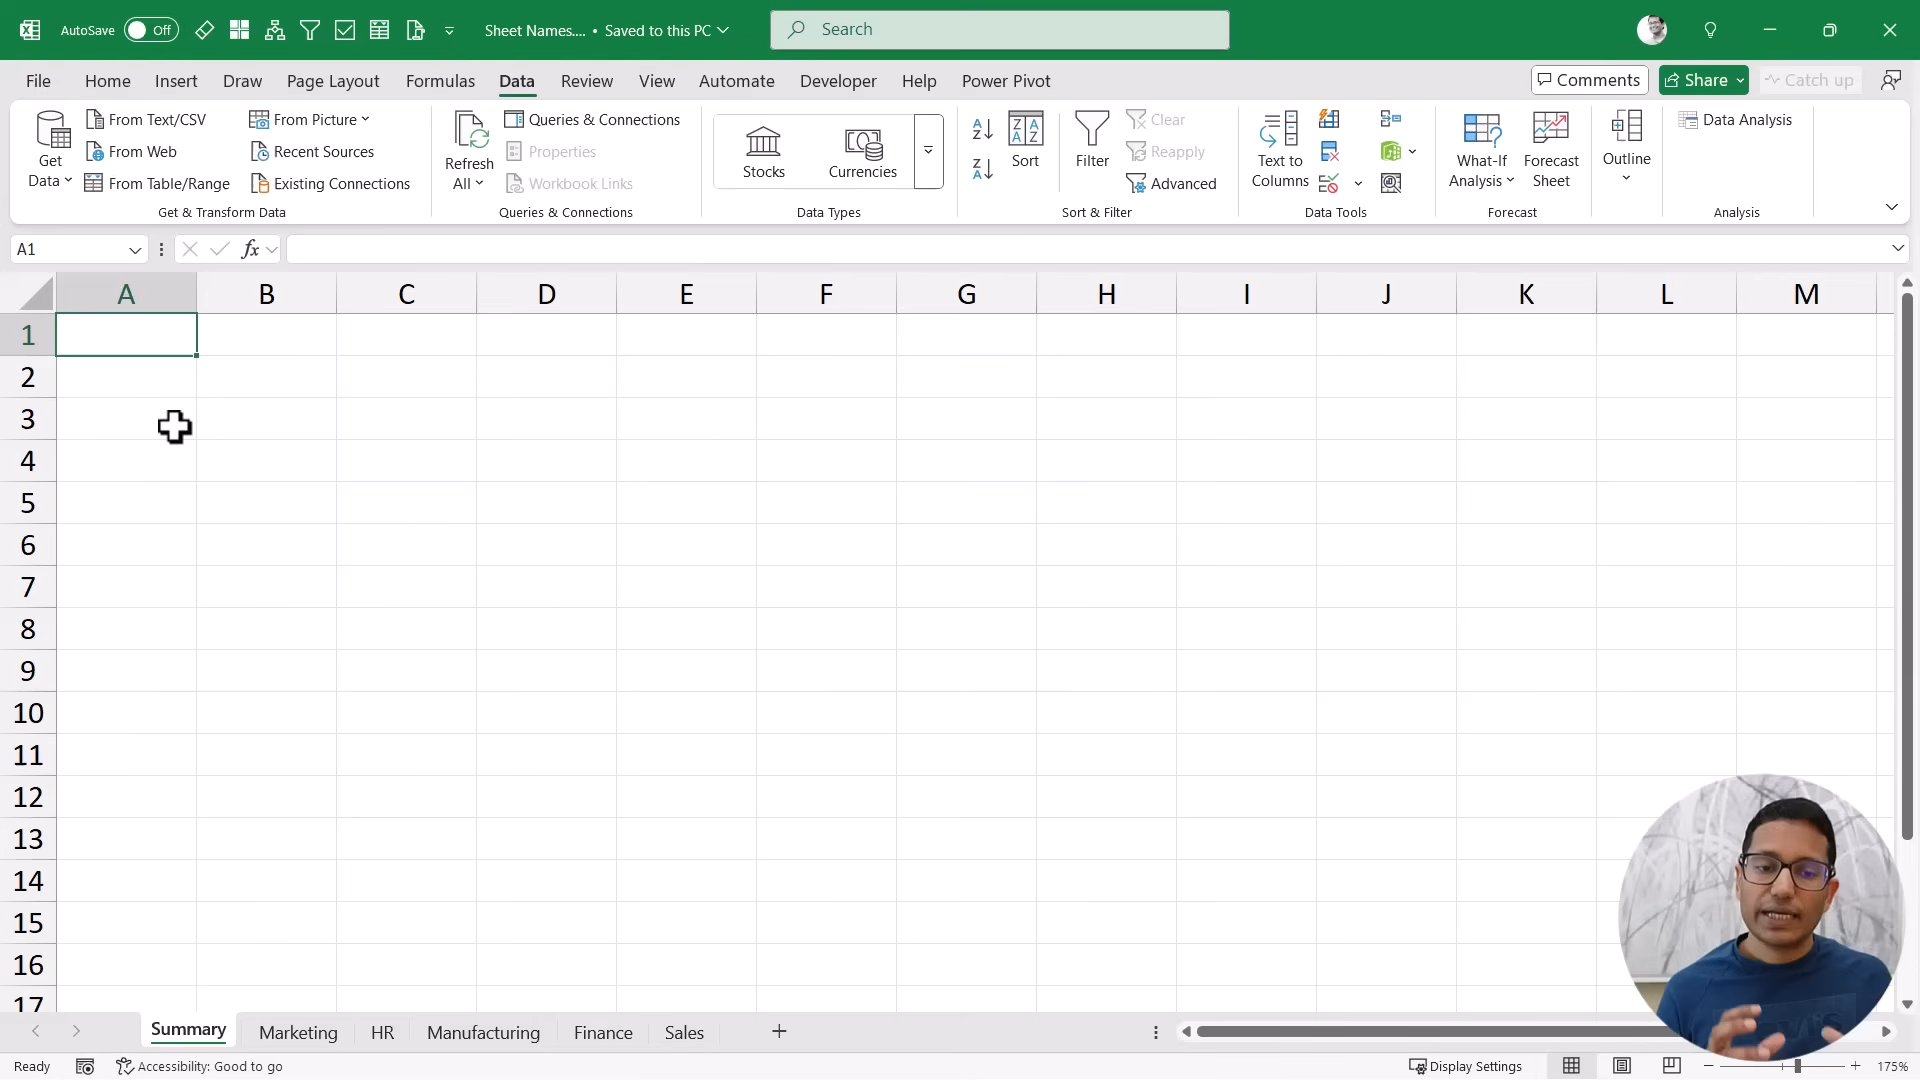 AutoSave Off Sheet Names.... • Saved to this PC Search
File Home Insert Draw Page Layout Formulas Data Review View Automate Developer Help Power Pivot Comments Share Catch up
Get Data
From Text/CSV
From Web
From Table/Range
From Picture
Recent Sources
Existing Connections
Get & Transform Data
Refresh All
Queries & Connections
Properties
Workbook Links
Queries & Connections
Stocks Currencies
Data Types
Sort
Filter
Clear
Reapply
Advanced
Sort & Filter
Text to Columns
Data Tools
What-If Analysis
Forecast Sheet
Forecast
Outline
Data Analysis
Analysis
A1 fx
A B C D E F G H I J K L M
1
2
3
4
5
6
7
8
9
10
11
12
13
14
15
16
17
Summary Marketing HR Manufacturing Finance Sales
Ready Accessibility: Good to go Display Settings 175%